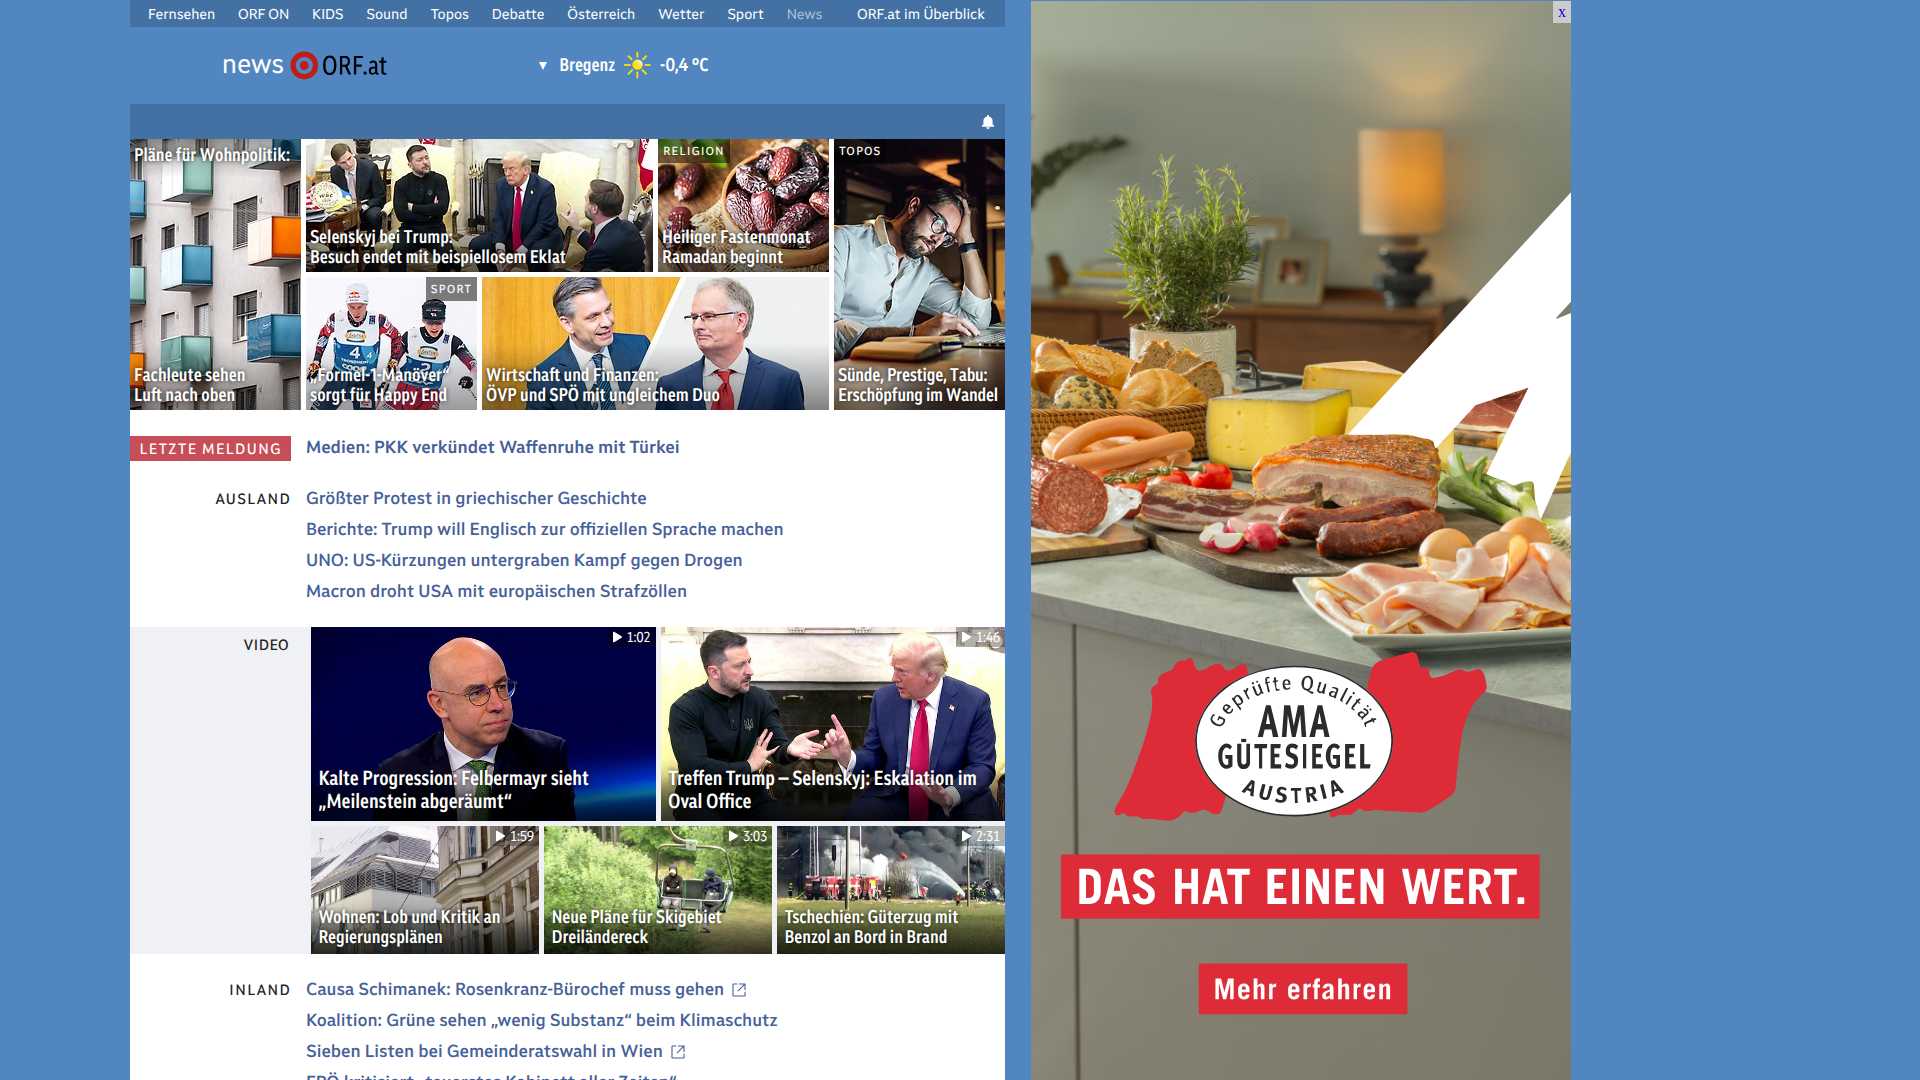 Fernsehen ORF ON KIDS Sound Topos Debatte Österreich Wetter Sport News ORF.at im Überblick
news ORF.at
Bregenz -0,4 °C
x
Pläne für Wohnpolitik:
Fachleute sehen
Luft nach oben
Selenskyj bei Trump:
Besuch endet mit beispiellosem Eklat
RELIGION
Heiliger Fastenmonat
Ramadan beginnt
TOPOS
Sünde, Prestige, Tabu:
Erschöpfung im Wandel
SPORT
„Formel-1-Manöver“
sorgt für Happy End
Wirtschaft und Finanzen:
ÖVP und SPÖ mit ungleichem Duo
LETZTE MELDUNG
Medien: PKK verkündet Waffenruhe mit Türkei
AUSLAND
Größter Protest in griechischer Geschichte
Berichte: Trump will Englisch zur offiziellen Sprache machen
UNO: US-Kürzungen untergraben Kampf gegen Drogen
Macron droht USA mit europäischen Strafzöllen
VIDEO
1:02
Kalte Progression: Felbermayr sieht
„Meilenstein abgeräumt“
1:46
Treffen Trump – Selenskyj: Eskalation im
Oval Office
1:59
Wohnen: Lob und Kritik an
Regierungsplänen
3:03
Neue Pläne für Skigebiet
Dreiländereck
2:31
Tschechien: Güterzug mit
Benzol an Bord in Brand
INLAND
Causa Schimanek: Rosenkranz-Bürochef muss gehen
Koalition: Grüne sehen „wenig Substanz“ beim Klimaschutz
Sieben Listen bei Gemeinderatswahl in Wien
FPÖ kritisiert „teuerstes Kabinett aller Zeiten“
Geprüfte Qualität
AMA
GÜTESIEGEL
AUSTRIA
DAS HAT EINEN WERT.
Mehr erfahren